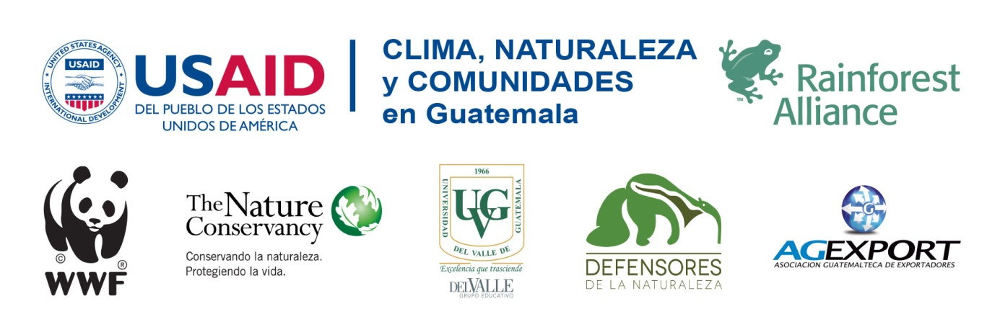 UNITED STATES AGENCY
USAID
INTERNATIONAL DEVELOPMENT
USAID
DEL PUEBLO DE LOS ESTADOS
UNIDOS DE AMÉRICA
CLIMA, NATURALEZA
y COMUNIDADES
en Guatemala
Rainforest
Alliance
TM
© ®
WWF
The Nature
Conservancy
Conservando la naturaleza.
Protegiendo la vida.
1966
UNIVERSIDAD
DEL VALLE DE
GUATEMALA
UVG
Excelencia que trasciende
DELVALLE
GRUPO EDUCATIVO
DEFENSORES
DE LA NATURALEZA
G
AGEXPORT
ASOCIACION GUATEMALTECA DE EXPORTADORES